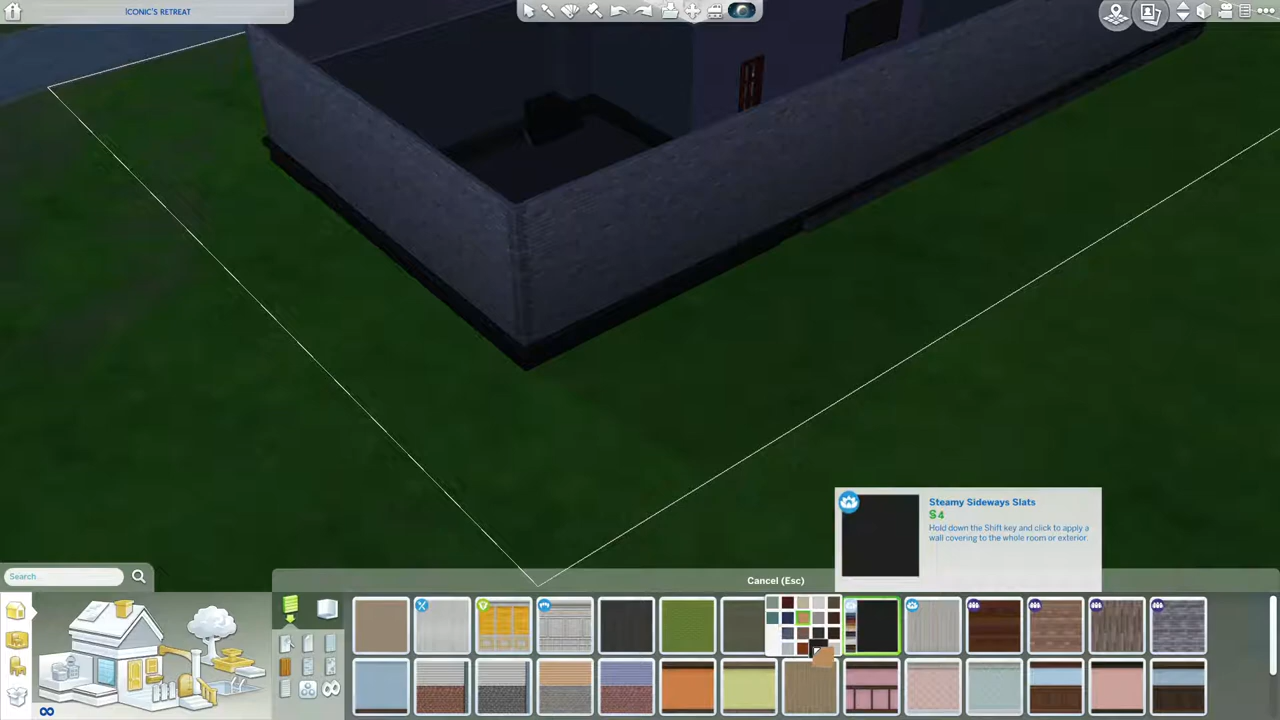 ICONIC'S RETREAT
Steamy Sideways Slats
§4
Hold down the Shift key and click to apply a
wall covering to the whole room or exterior.
Cancel (Esc)
Search...